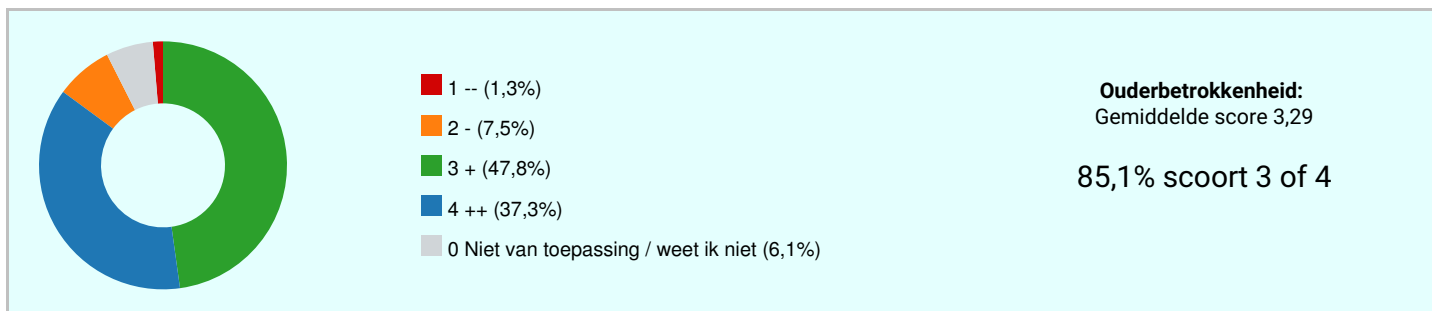 1 -- (1,3%)
2 - (7,5%)
3 + (47,8%)
4 ++ (37,3%)
0 Niet van toepassing / weet ik niet (6,1%)
Ouderbetrokkenheid:
Gemiddelde score 3,29
85,1% scoort 3 of 4